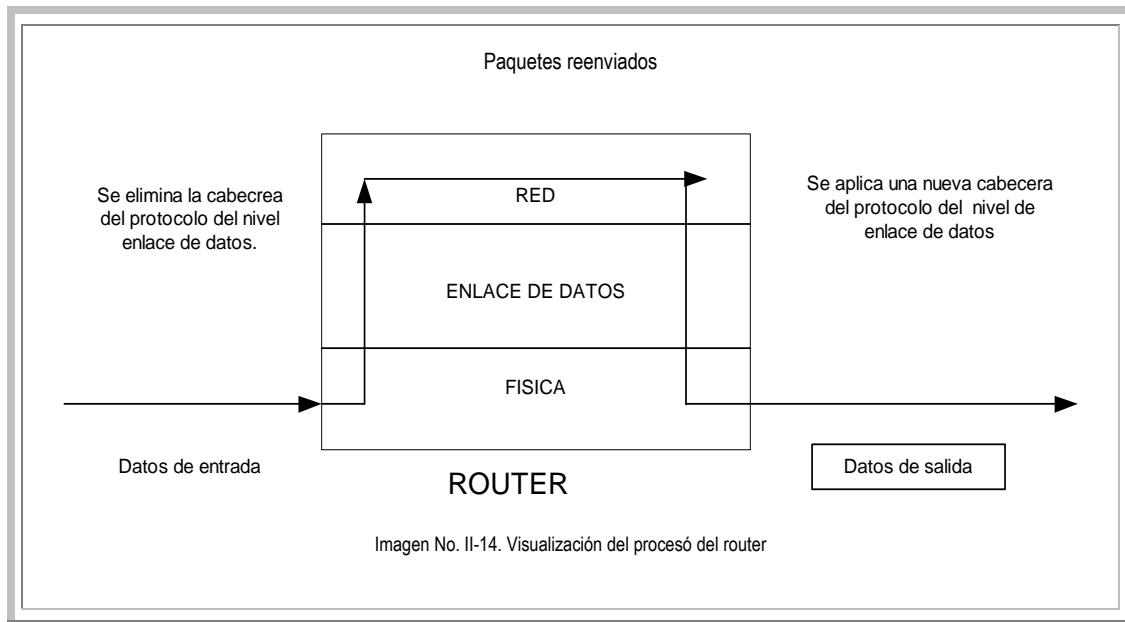 Paquetes reenviados
Se elimina la cabecrea
del protocolo del nivel
enlace de datos.
RED
Se aplica una nueva cabecera
del protocolo del nivel de
enlace de datos
ENLACE DE DATOS
FISICA
Datos de entrada
Datos de salida
ROUTER
Imagen No. II-14. Visualización del procesó del router